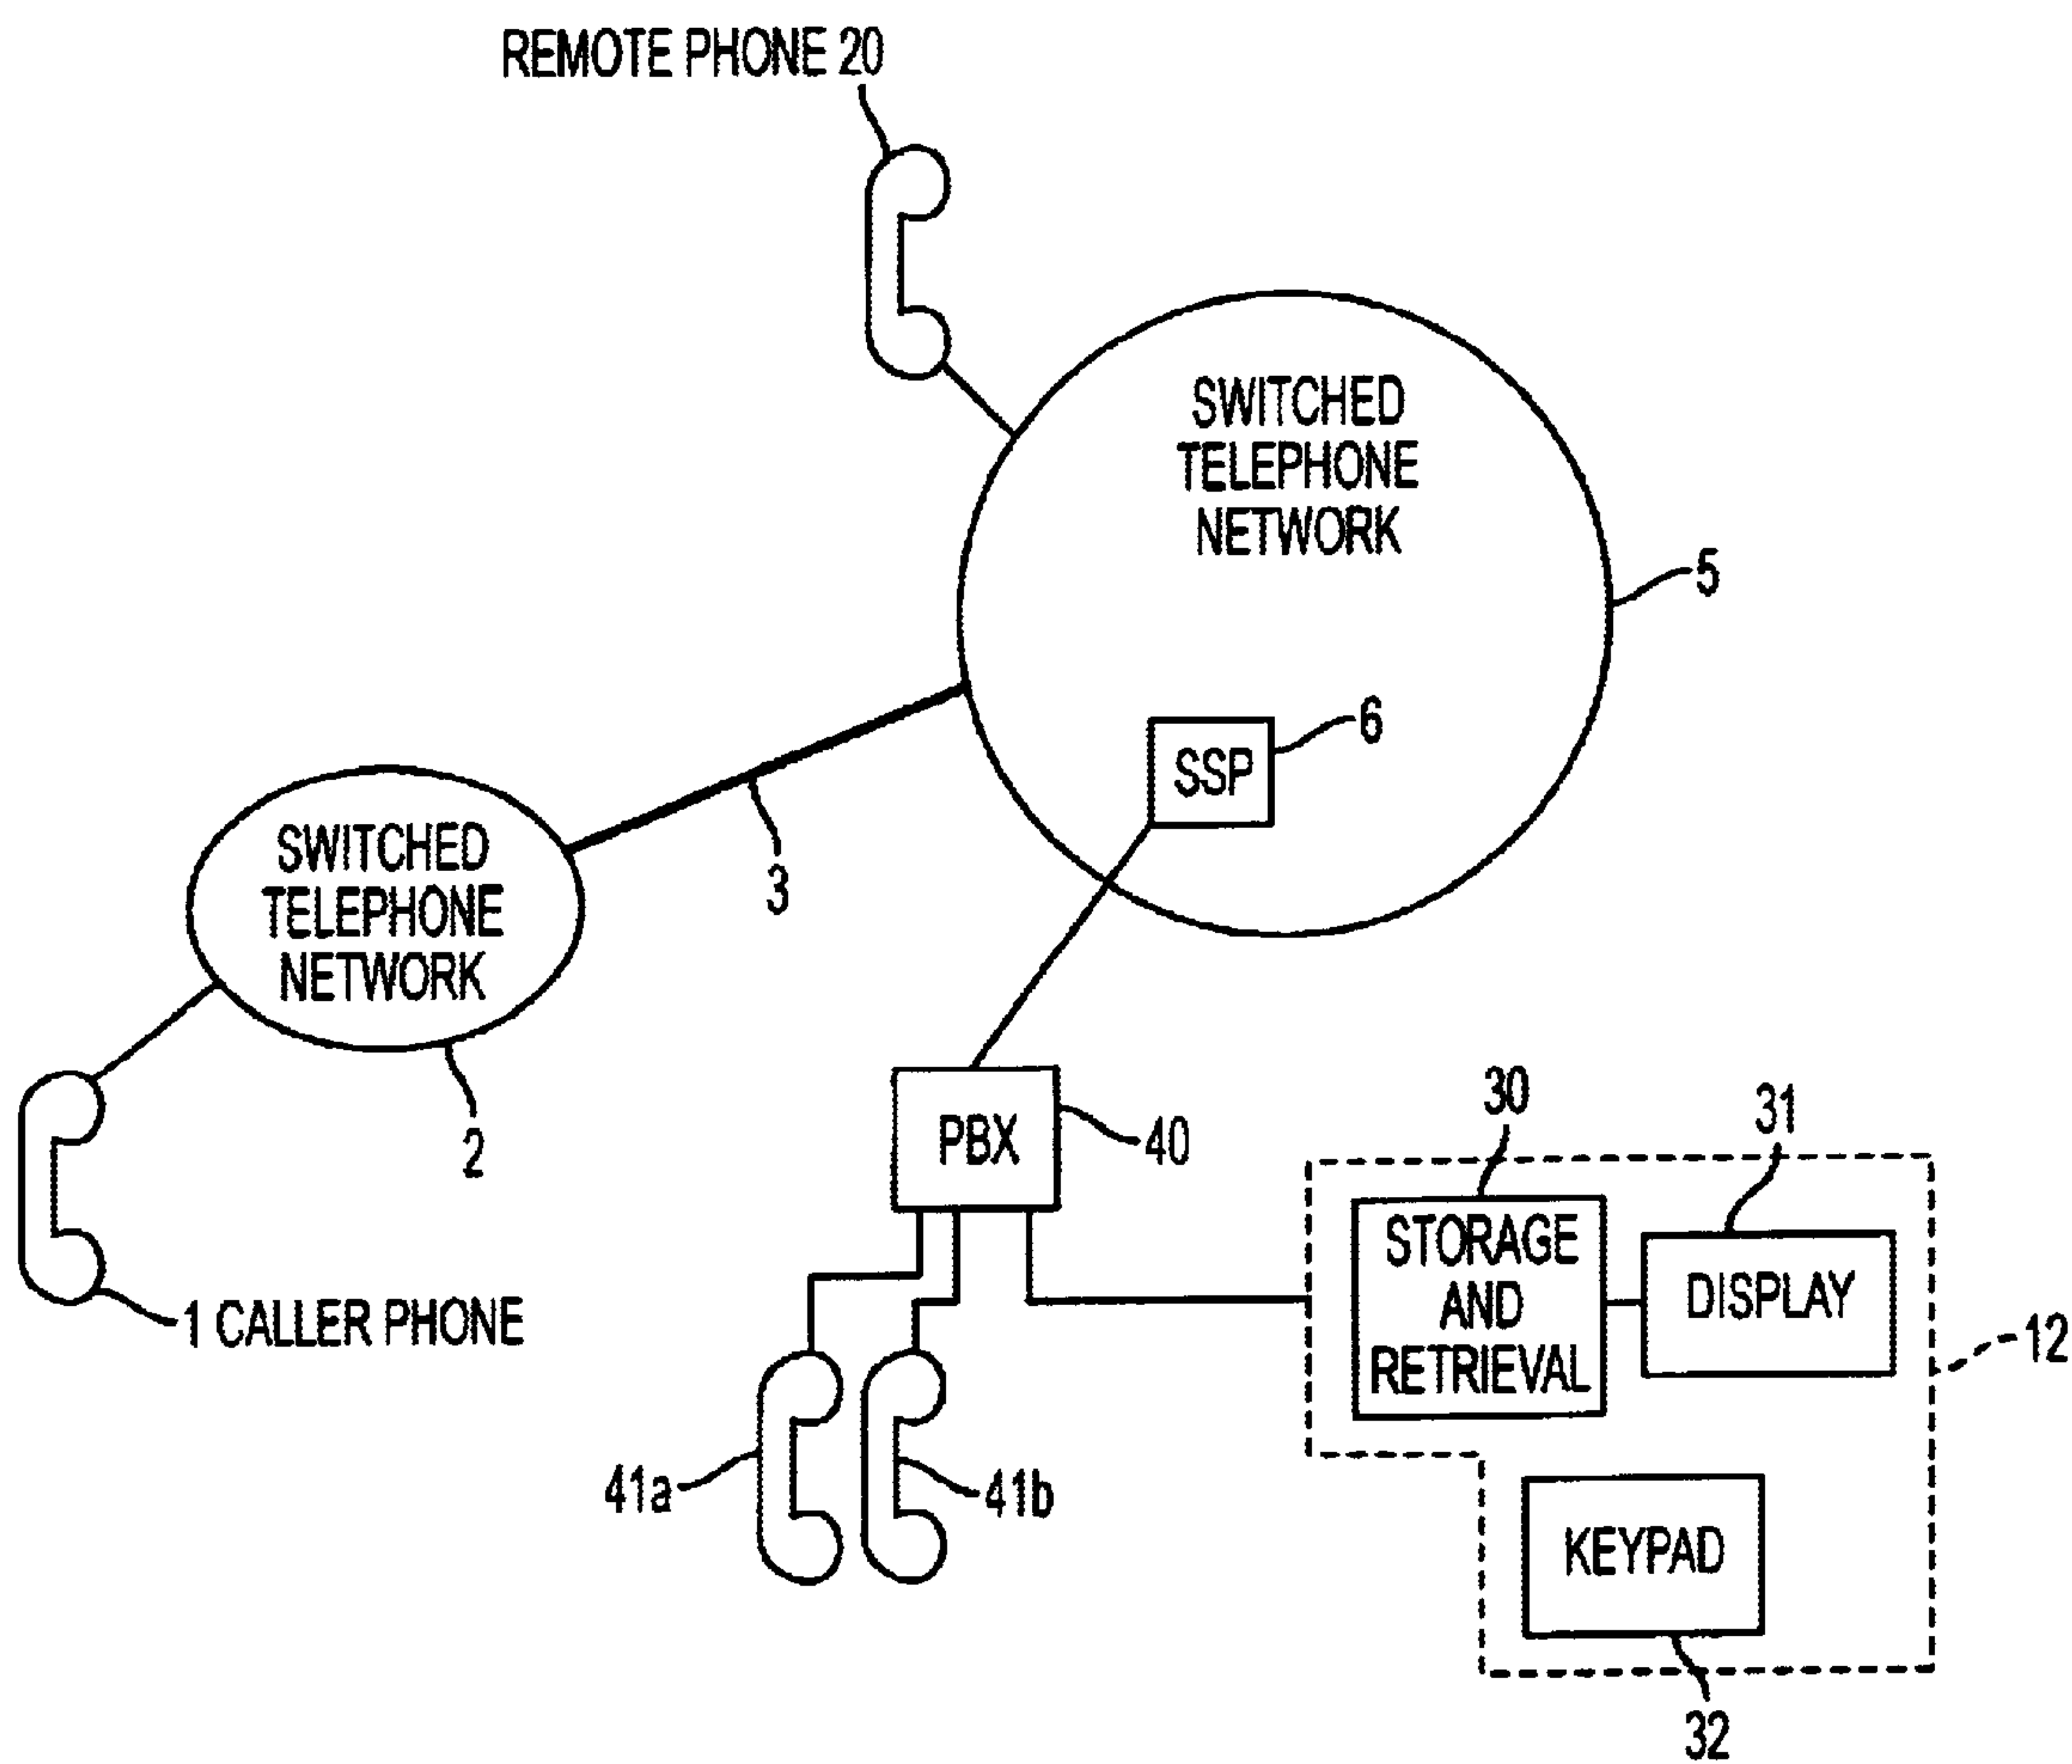 REMOTE PHONE 20
SWITCHED
TELEPHONE
NETWORK
5
6
SSP
SWITCHED
TELEPHONE
NETWORK
3
2
PBX
40
30
31
STORAGE
AND
RETRIEVAL
DISPLAY
12
1 CALLER PHONE
41a
41b
KEYPAD
32